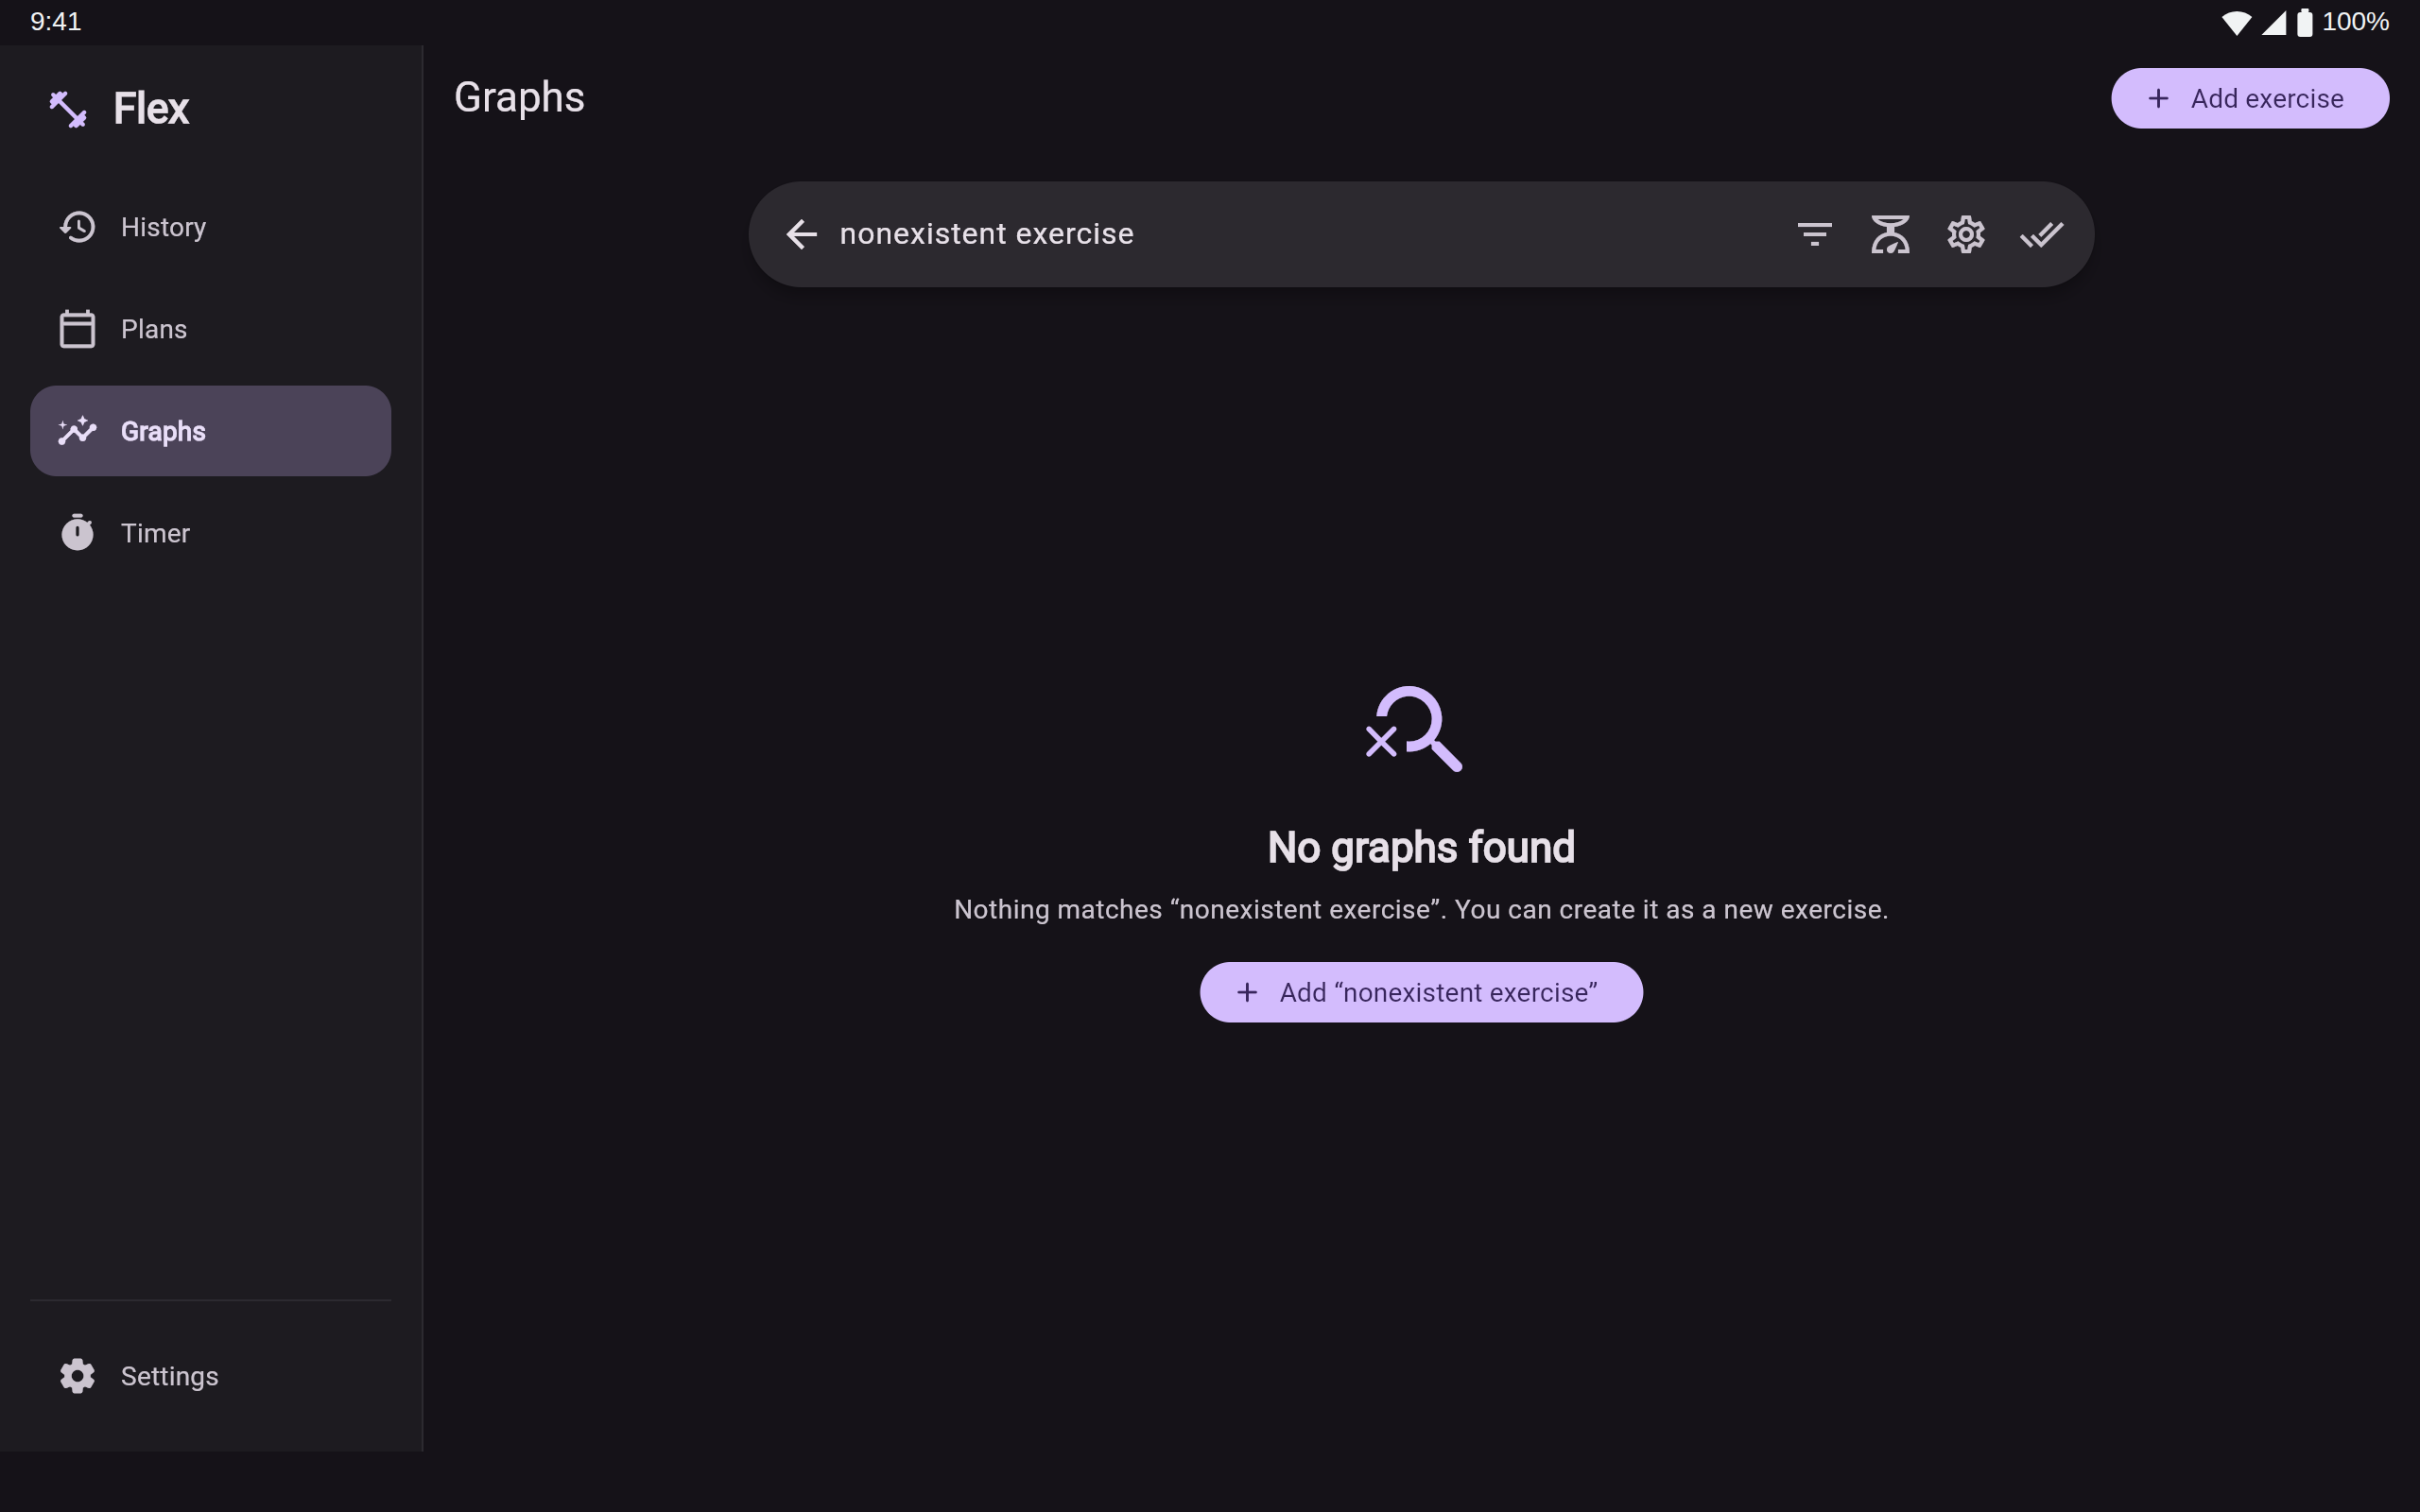 9:41
100%
Flex
Graphs
Add exercise
History
nonexistent exercise
Plans
Graphs
Timer
No graphs found
Nothing matches “nonexistent exercise”. You can create it as a new exercise.
Add “nonexistent exercise”
Settings